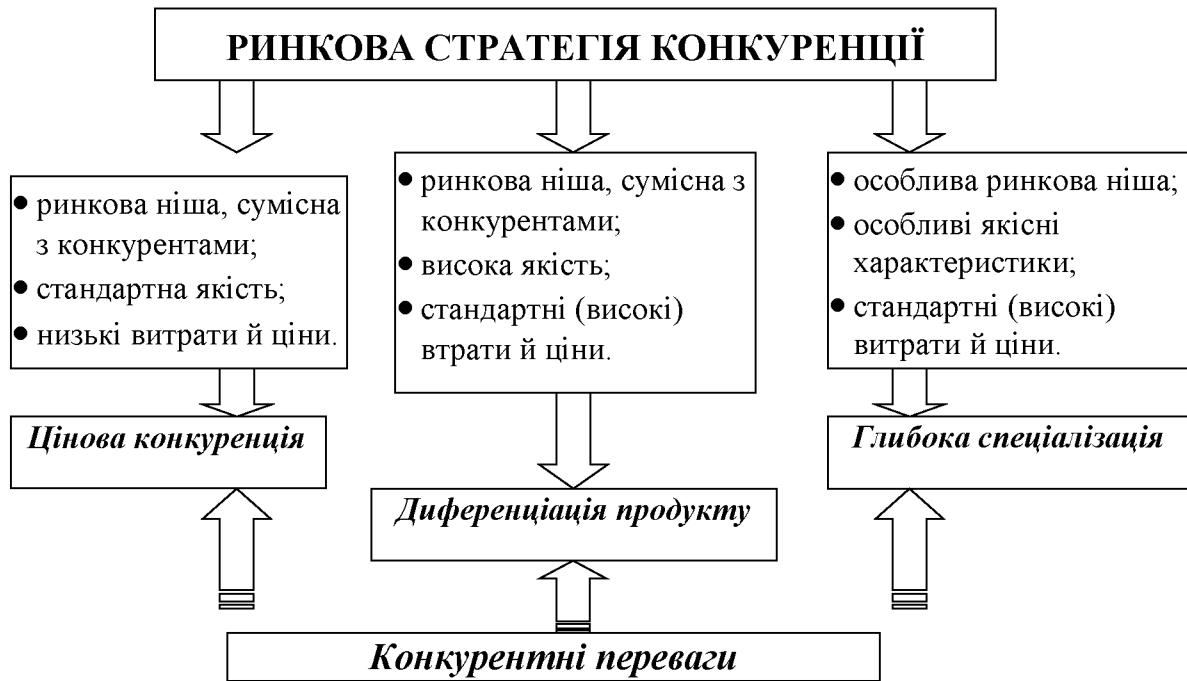 РИНКОВА СТРАТЕГІЯ КОНКУРЕНЦІЇ
• ринкова ніша, сумісна
з конкурентами;
• стандартна якість;
• низькі витрати й ціни.
• ринкова ніша, сумісна з
конкурентами;
• висока якість;
• стандартні (високі)
втрати й ціни.
• особлива ринкова ніша;
• особливі якісні
характеристики;
• стандартні (високі)
витрати й ціни.
Цінова конкуренція
Диференціація продукту
Глибока спеціалізація
Конкурентні переваги